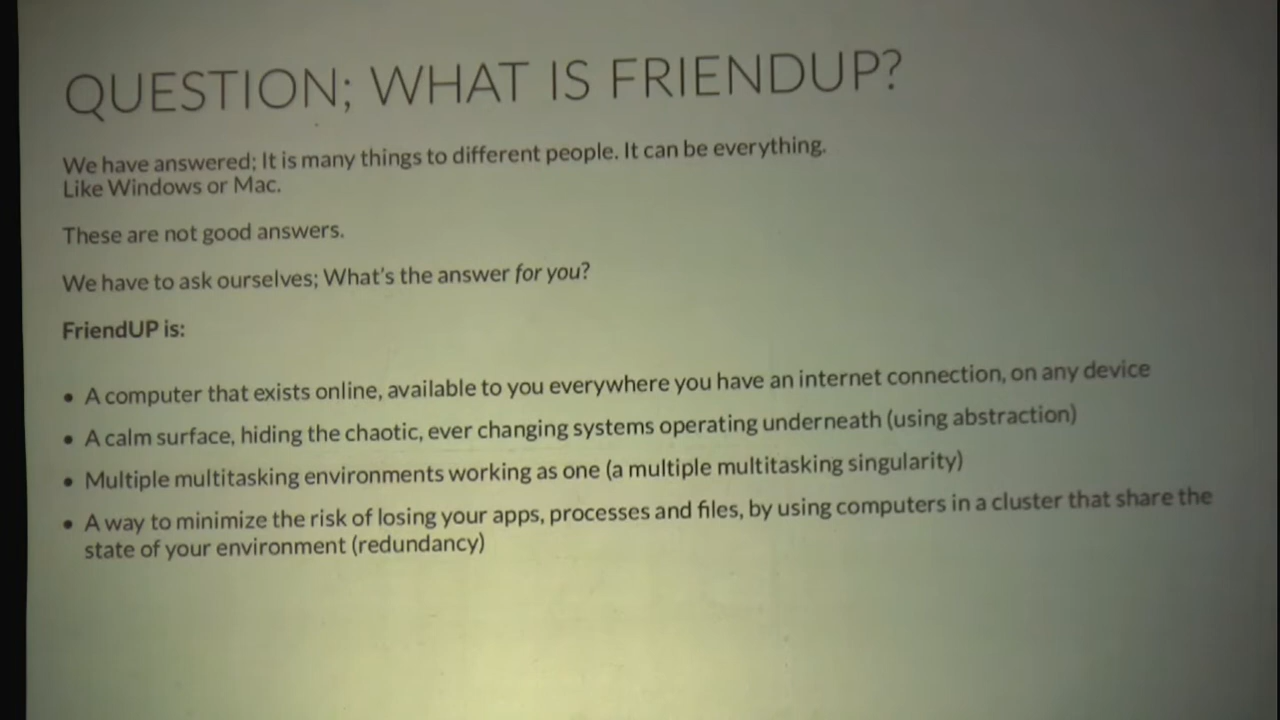 QUESTION; WHAT IS FRIENDUP?
We have answered; It is many things to different people. It can be everything.
Like Windows or Mac.
These are not good answers.
We have to ask ourselves; What's the answer for you?
FriendUP is:
• A computer that exists online, available to you everywhere you have an internet connection, on any device
• A calm surface, hiding the chaotic, ever changing systems operating underneath (using abstraction)
• Multiple multitasking environments working as one (a multiple multitasking singularity)
• A way to minimize the risk of losing your apps, processes and files, by using computers in a cluster that share the
state of your environment (redundancy)